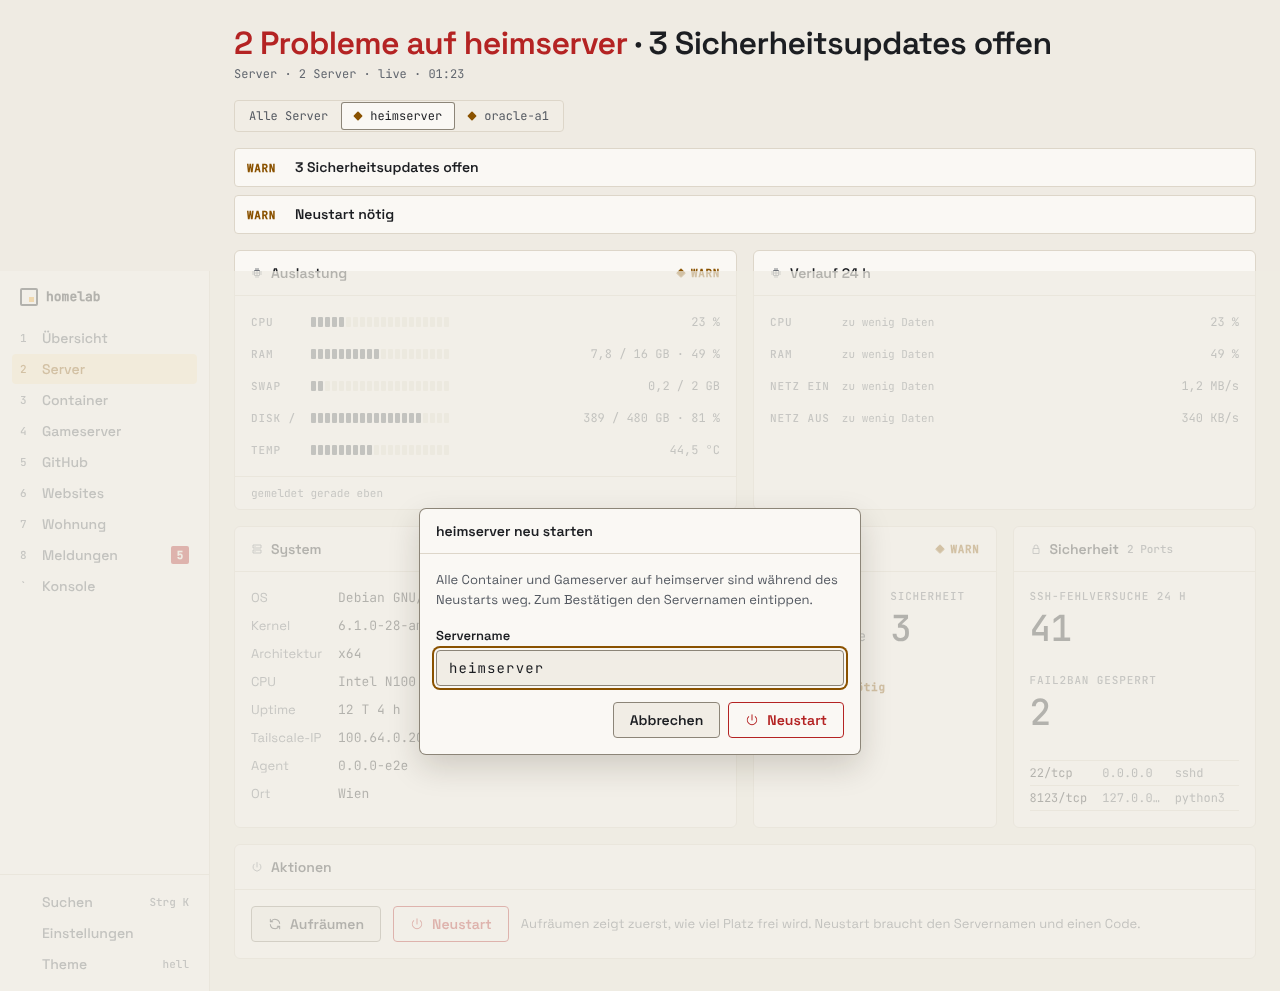 2 Probleme auf heimserver · 3 Sicherheitsupdates offen
Server · 2 Server · live · 01:23
Alle Server ◆ heimserver ◆ oracle-a1
WARN 3 Sicherheitsupdates offen
WARN Neustart nötig
homelab
1 Übersicht
2 Server
3 Container
4 Gameserver
5 GitHub
6 Websites
7 Wohnung
8 Meldungen 5
` Konsole
Suchen Strg K
Einstellungen
Theme hell
Auslastung ◆ WARN
CPU 23 %
RAM 7,8 / 16 GB · 49 %
SWAP 0,2 / 2 GB
DISK / 389 / 480 GB · 81 %
TEMP 44,5 °C
gemeldet gerade eben
Verlauf 24 h
CPU zu wenig Daten 23 %
RAM zu wenig Daten 49 %
NETZ EIN zu wenig Daten 1,2 MB/s
NETZ AUS zu wenig Daten 340 KB/s
System
OS Debian GNU/
Kernel 6.1.0-28-am
Architektur x64
CPU Intel N100
Uptime 12 T 4 h
Tailscale-IP 100.64.0.20
Agent 0.0.0-e2e
Ort Wien
heimserver neu starten
Alle Container und Gameserver auf heimserver sind während des
Neustarts weg. Zum Bestätigen den Servernamen eintippen.
Servername
heimserver
Abbrechen Neustart
◆ WARN
SICHERHEIT
3
Sicherheit 2 Ports
SSH-FEHLVERSUCHE 24 H
41
FAIL2BAN GESPERRT
2
22/tcp 0.0.0.0 sshd
8123/tcp 127.0.0… python3
Aktionen
Aufräumen Neustart Aufräumen zeigt zuerst, wie viel Platz frei wird. Neustart braucht den Servernamen und einen Code.